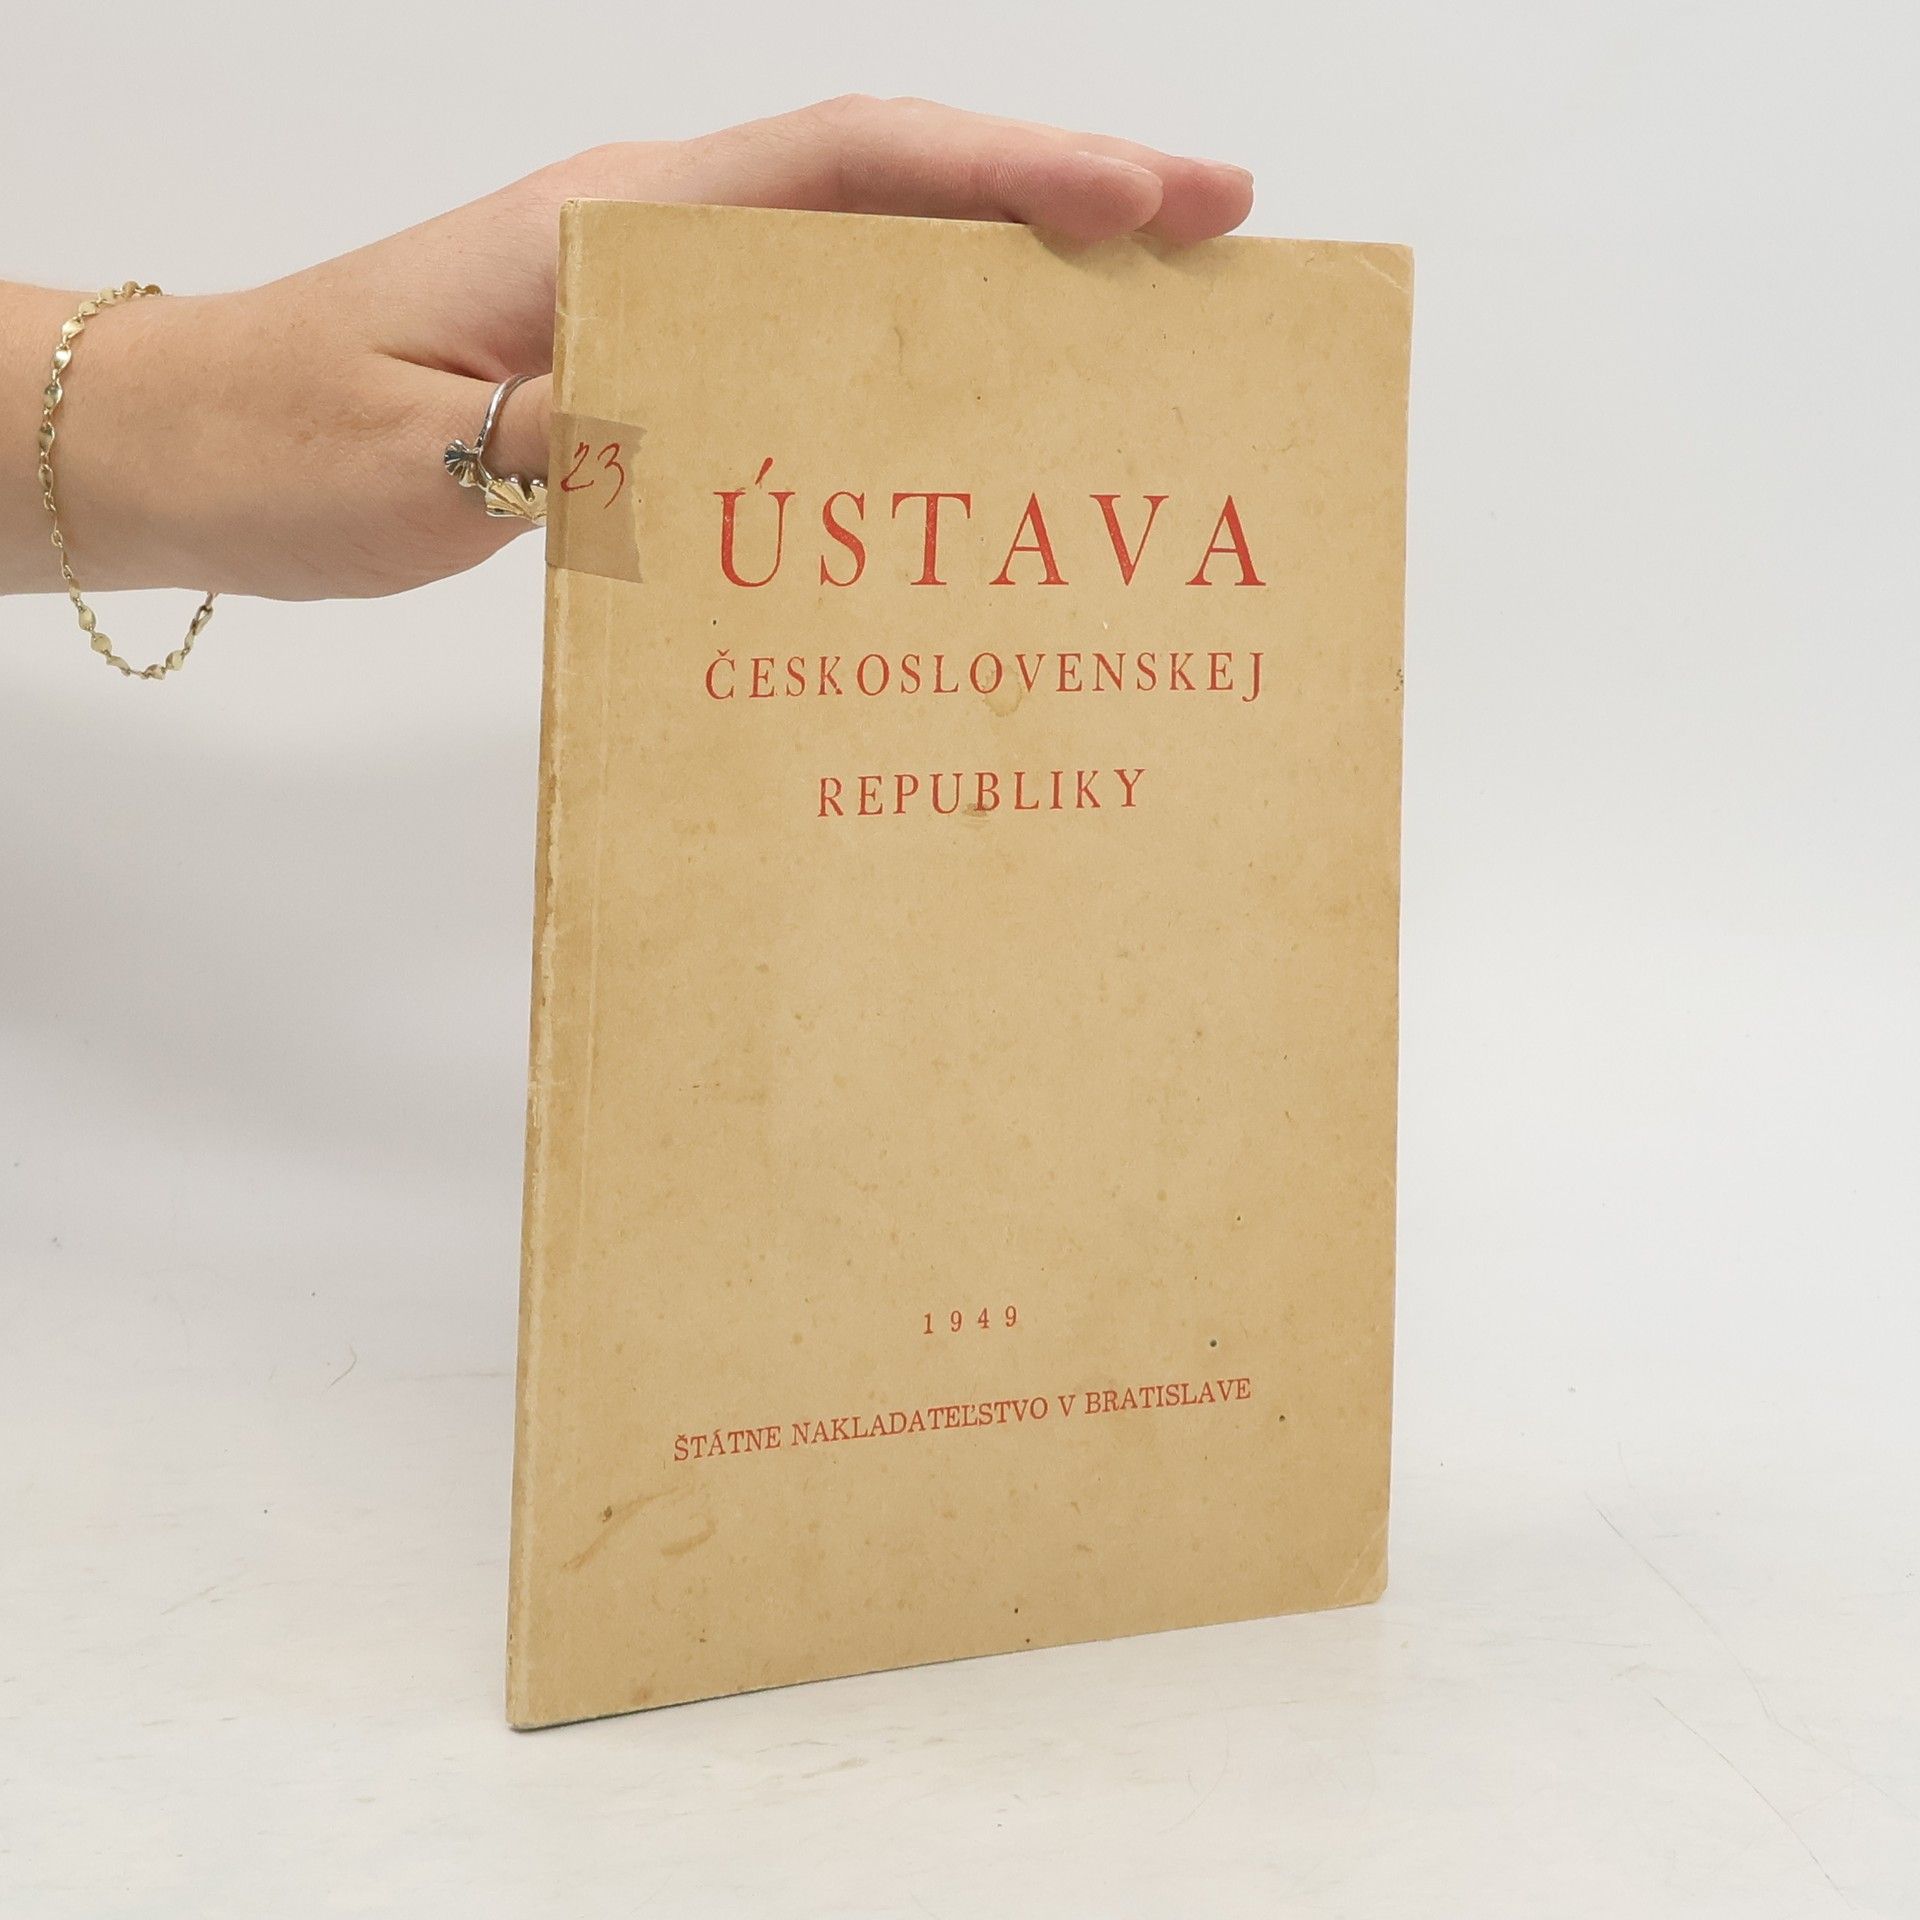 23
ÚSTAVA
ČESKOSLOVENSKEJ
REPUBLIKY
1949
ŠTÁTNE NAKLADATEĽSTVO V BRATISLAVE